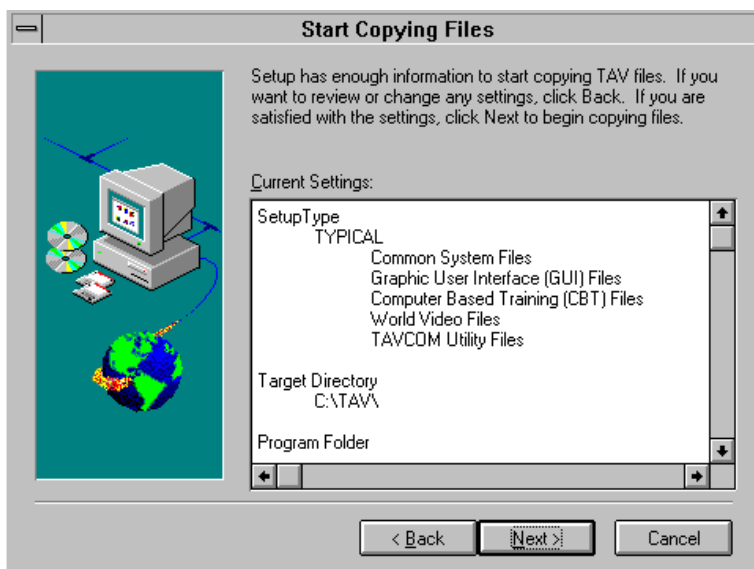 Start Copying Files
Setup has enough information to start copying TAV files. If you
want to review or change any settings, click Back. If you are
satisfied with the settings, click Next to begin copying files.
Current Settings:
SetupType
TYPICAL
Common System Files
Graphic User Interface (GUI) Files
Computer Based Training (CBT) Files
World Video Files
TAVCOM Utility Files
Target Directory
C:\TAV\
Program Folder
< Back
Next >
Cancel